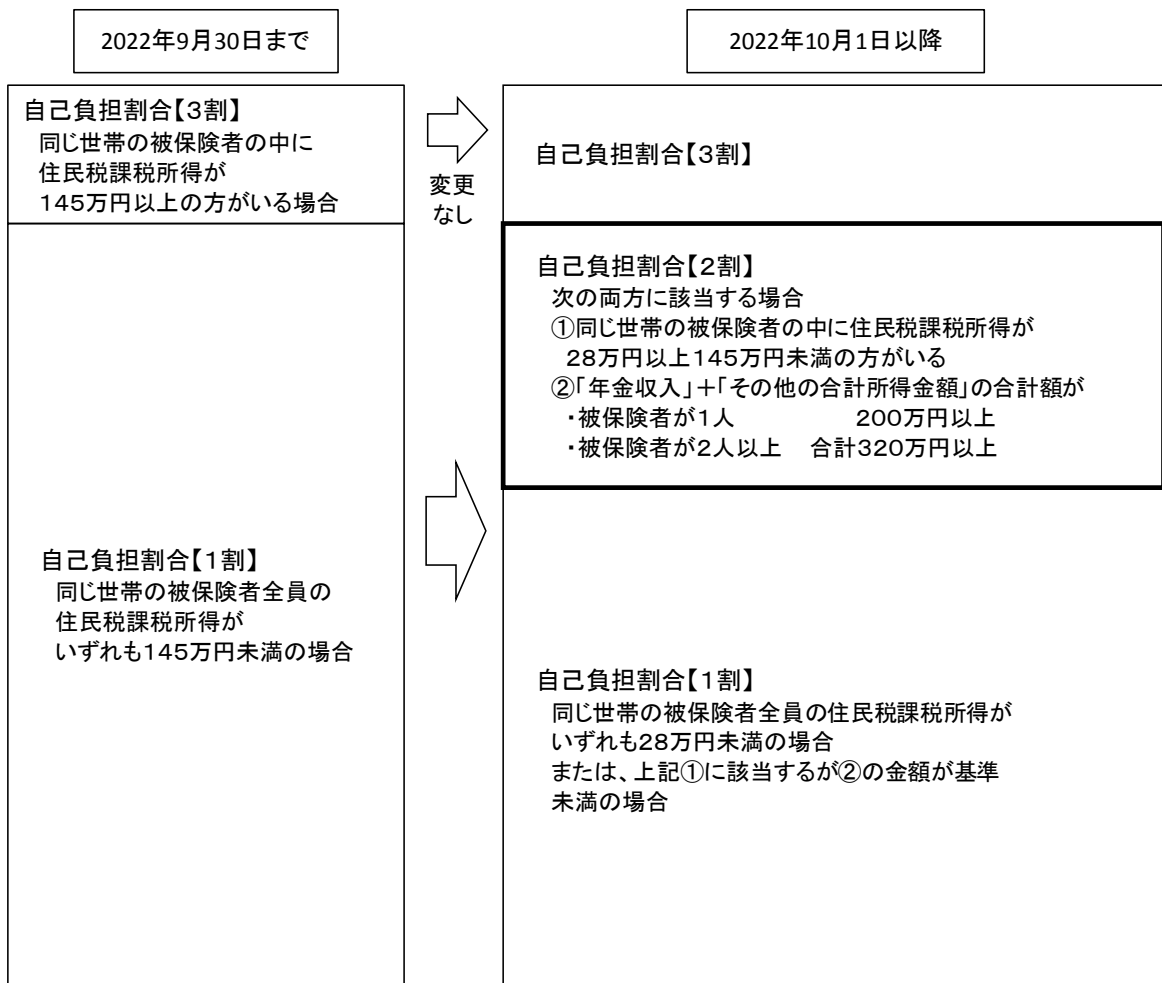 2022年9月30日まで
2022年10月1日以降
自己負担割合【3割】
同じ世帯の被保険者の中に
住民税課税所得が
145万円以上の方がいる場合
変更
なし
自己負担割合【3割】
自己負担割合【1割】
同じ世帯の被保険者全員の
住民税課税所得が
いずれも145万円未満の場合
自己負担割合【2割】
次の両方に該当する場合
①同じ世帯の被保険者の中に住民税課税所得が
28万円以上145万円未満の方がいる
②「年金収入」+「その他の合計所得金額」の合計額が
・被保険者が1人 200万円以上
・被保険者が2人以上 合計320万円以上
自己負担割合【1割】
同じ世帯の被保険者全員の住民税課税所得が
いずれも28万円未満の場合
または、上記①に該当するが②の金額が基準
未満の場合